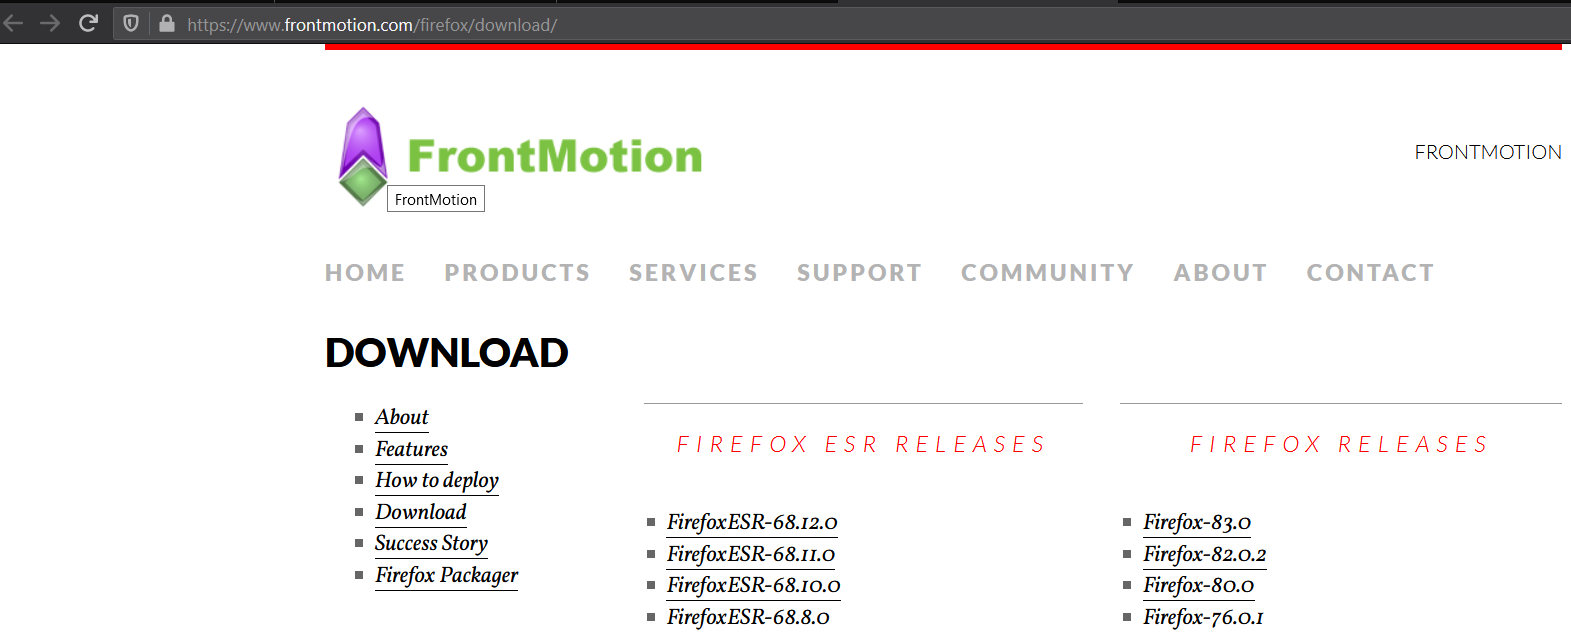 https://www.frontmotion.com/firefox/download/
FrontMotion
FRONTMOTION
FrontMotion
HOME PRODUCTS SERVICES SUPPORT COMMUNITY ABOUT CONTACT
DOWNLOAD
About
Features
How to deploy
Download
Success Story
Firefox Packager
FIREFOX ESR RELEASES
FirefoxESR-68.12.0
FirefoxESR-68.11.0
FirefoxESR-68.10.0
FirefoxESR-68.8.0
FIREFOX RELEASES
Firefox-83.0
Firefox-82.0.2
Firefox-80.0
Firefox-76.0.1